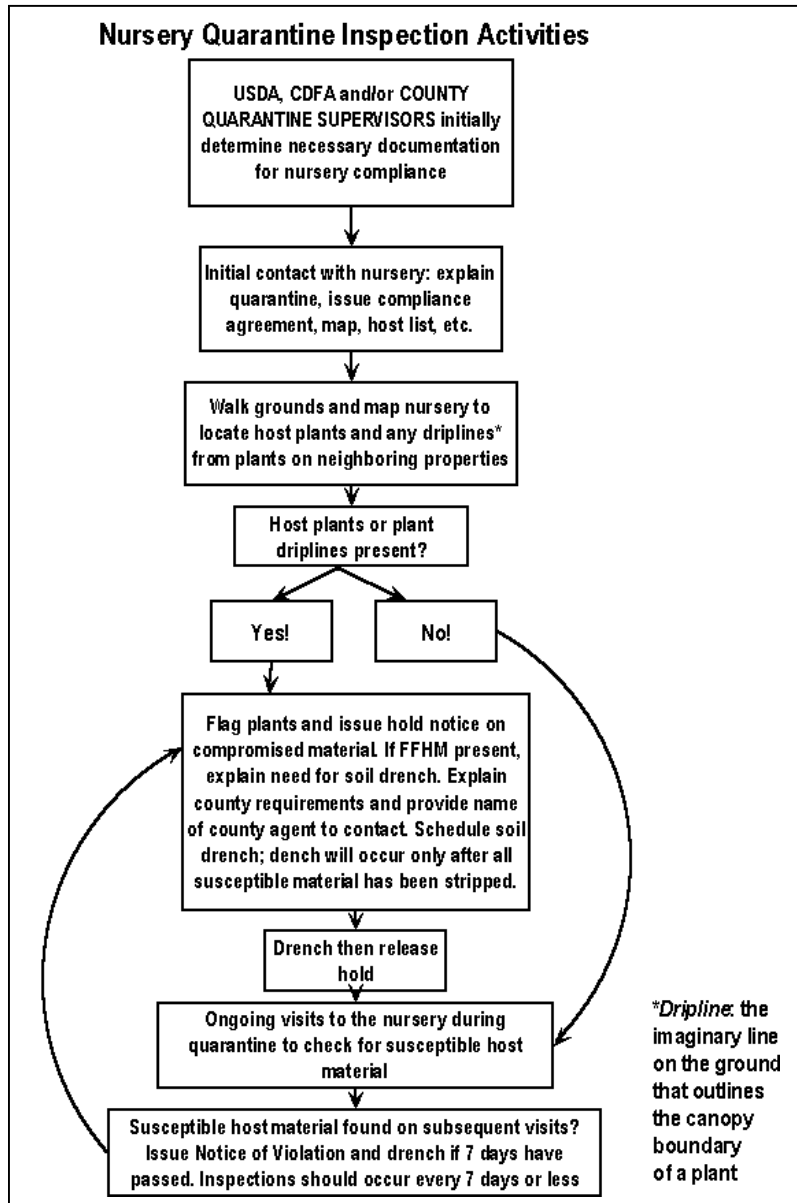 Nursery Quarantine Inspection Activities
USDA, CDFA and/or COUNTY
QUARANTINE SUPERVISORS initially
determine necessary documentation
for nursery compliance
Initial contact with nursery: explain
quarantine, issue compliance
agreement, map, host list, etc.
Walk grounds and map nursery to
locate host plants and any driplines*
from plants on neighboring properties
Host plants or plant
driplines present?
Yes!
No!
Flag plants and issue hold notice on
compromised material. If FFHM present,
explain need for soil drench. Explain
county requirements and provide name
of county agent to contact. Schedule soil
drench; dench will occur only after all
susceptible material has been stripped.
Drench then release
hold
Ongoing visits to the nursery during
quarantine to check for susceptible host
material
Susceptible host material found on subsequent visits?
Issue Notice of Violation and drench if 7 days have
passed. Inspections should occur every 7 days or less
*Dripline: the
imaginary line
on the ground
that outlines
the canopy
boundary
of a plant